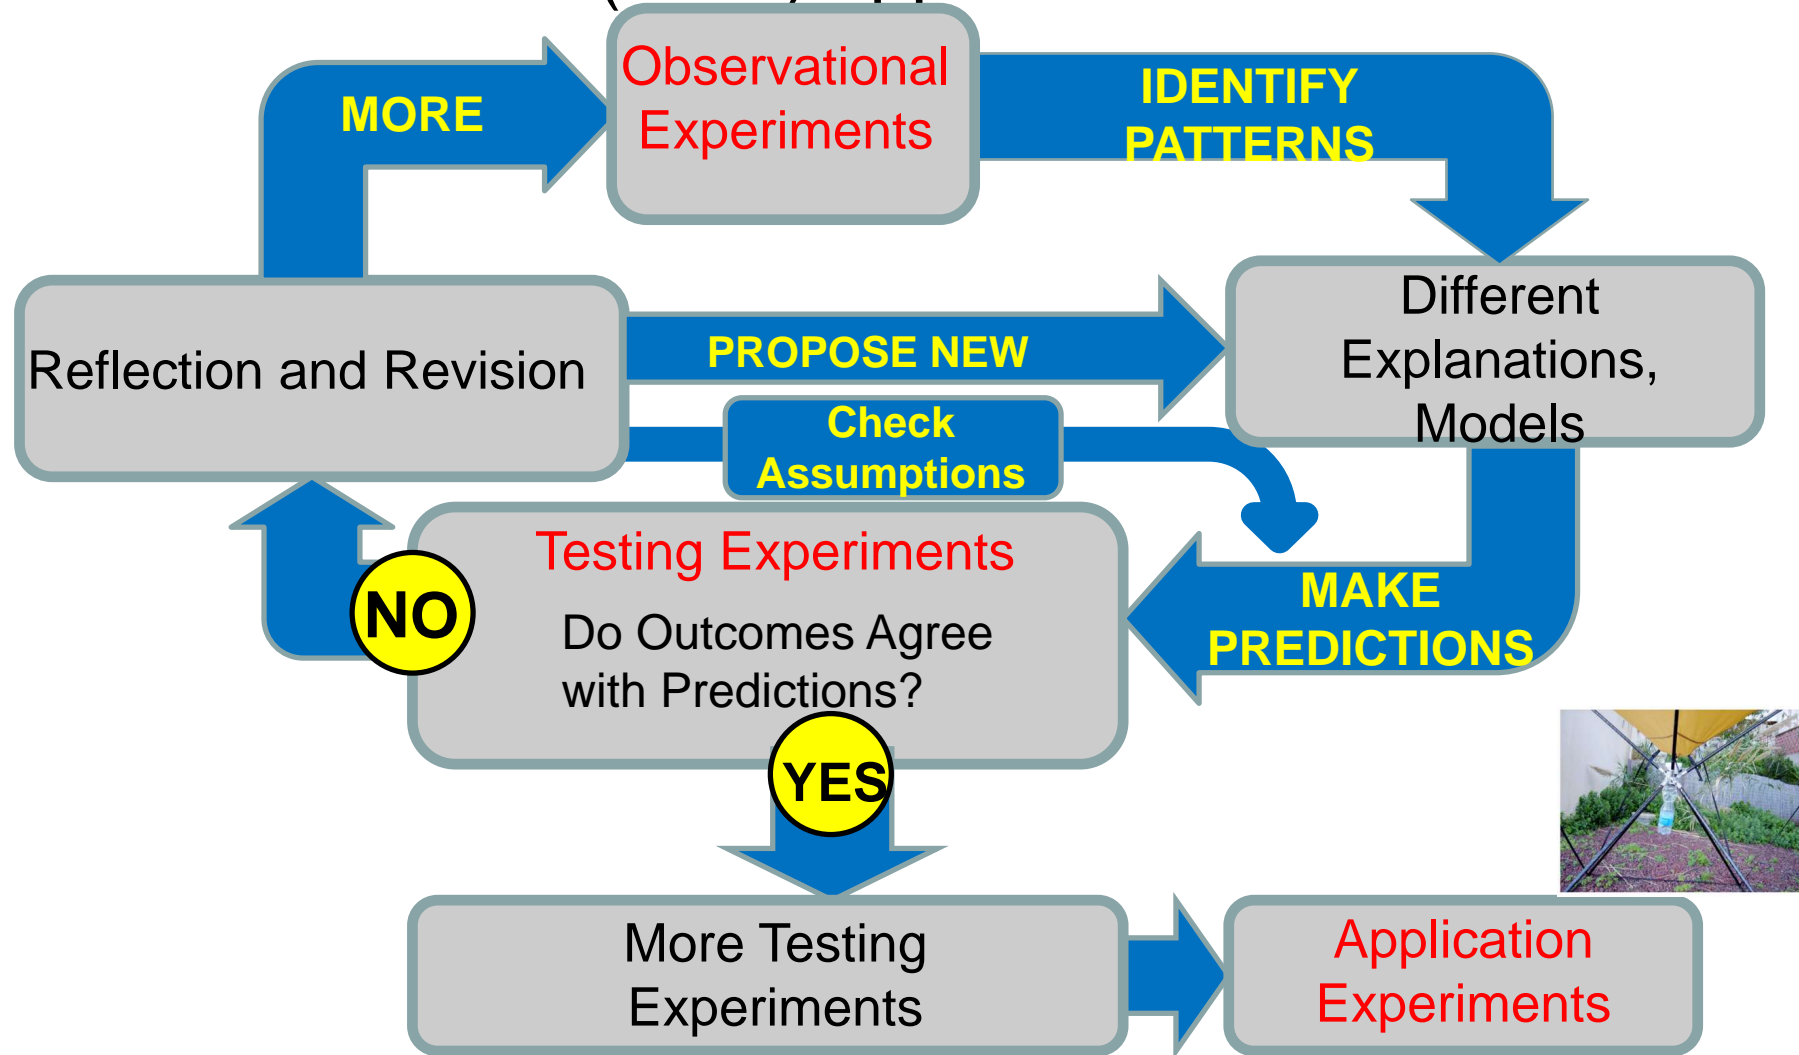 Observational
Experiments
MORE
IDENTIFY
PATTERNS
Reflection and Revision
PROPOSE NEW
Different
Explanations,
Models
Check
Assumptions
Testing Experiments
Do Outcomes Agree
with Predictions?
NO
MAKE
PREDICTIONS
YES
More Testing
Experiments
Application
Experiments